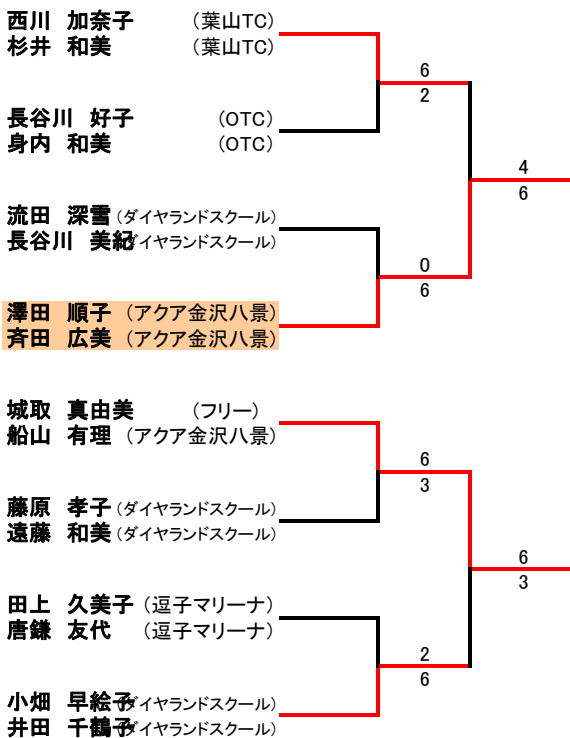 西川 加奈子 (葉山TC)
杉井 和美 (葉山TC)
6
2
長谷川 好子 (OTC)
身内 和美 (OTC)
4
6
流田 深雪 (ダイヤランドスクール)
長谷川 美紀 ダイヤランドスクール)
0
6
澤田 順子 (アクア金沢八景)
斉田 広美 (アクア金沢八景)
城取 真由美 (フリー)
船山 有理 (アクア金沢八景)
6
3
藤原 孝子 (ダイヤランドスクール)
遠藤 和美 (ダイヤランドスクール)
6
3
田上 久美子 (逗子マリーナ)
唐鎌 友代 (逗子マリーナ)
2
6
小畑 早絵子 ダイヤランドスクール)
井田 千鶴子 ダイヤランドスクール)